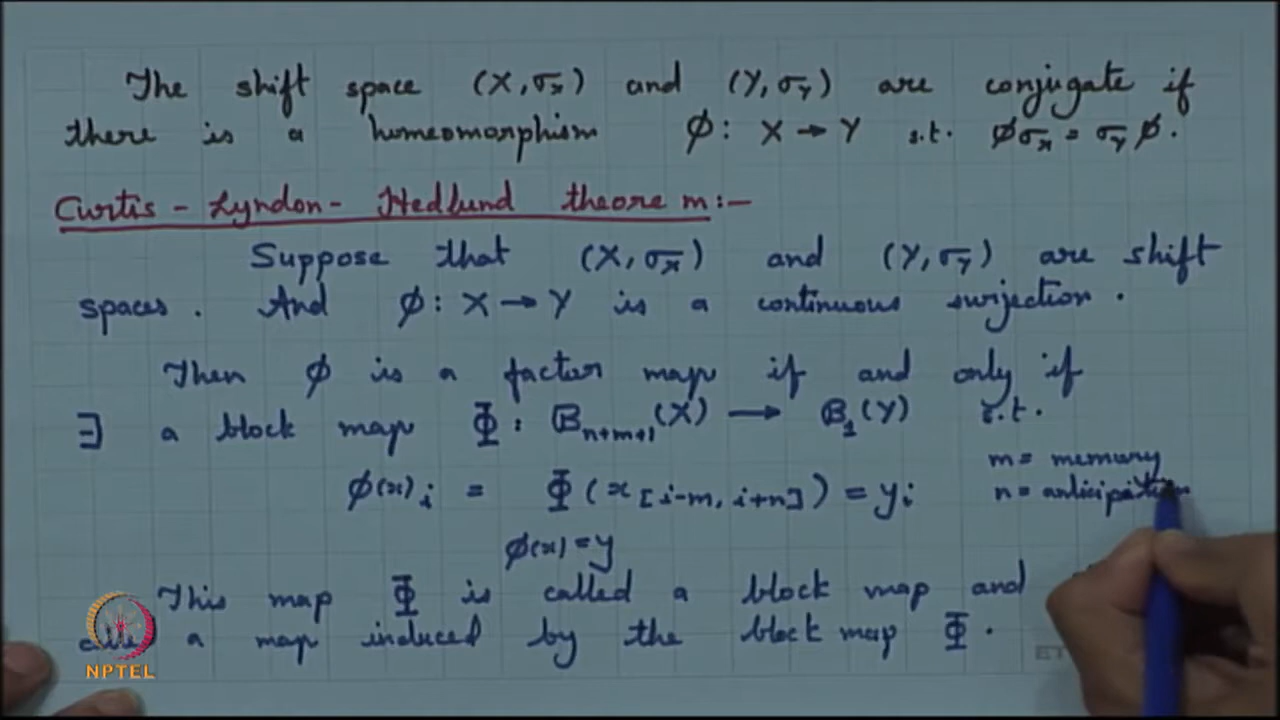 The shift space (X, σ_X) and (Y, σ_Y) are conjugate if
there is a homeomorphism ϕ: X → Y s.t. ϕσ_X = σ_Y ϕ.
Curtis - Lyndon - Hedlund theorem:-
Suppose that (X, σ_X) and (Y, σ_Y) are shift
spaces. And ϕ: X → Y is a continuous surjection.
Then ϕ is a factor map if and only if
∃ a block map Φ: B_{n+m+1}(X) → B_1(Y) s.t.
m = memory
ϕ(x)_i = Φ(x_{[i-m, i+n]}) = y_i
n = anticipation
ϕ(x) = y
This map Φ is called a block map and
a map induced by the block map Φ.
NPTEL